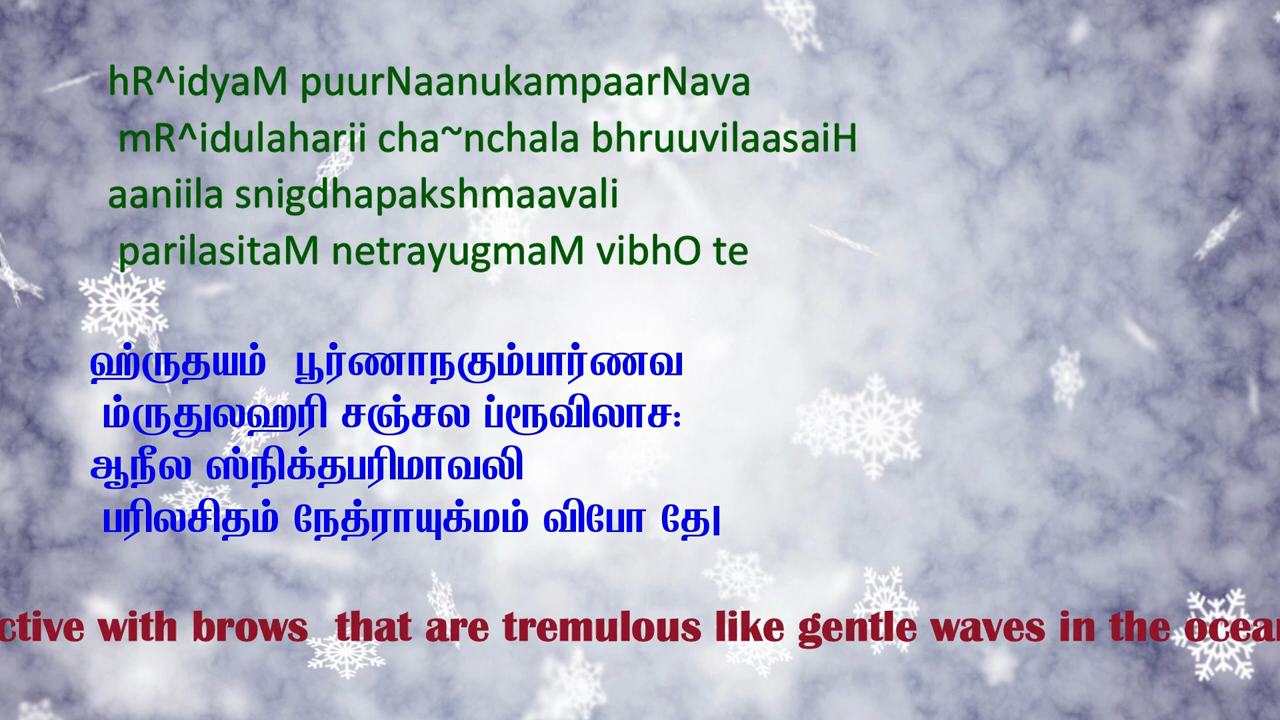 hR^idyaM puurNaanukampaarNava
mR^idulaharii cha~nchala bhruuvilaasaiH
aaniila snigdhapakshmaavali
parilasitaM netrayugmaM vibhO te
ஹ்ருதயம் பூர்ணாநகும்பார்ணவ
ம்ருதுலஹரி சஞ்சல ப்ரூவிலாச:
ஆநீல ஸ்நிக்தபரிமாவலி
பரிலசிதம் நேத்ராயுக்மம் விபோ தே|
ctive with brows that are tremulous like gentle waves in the ocean